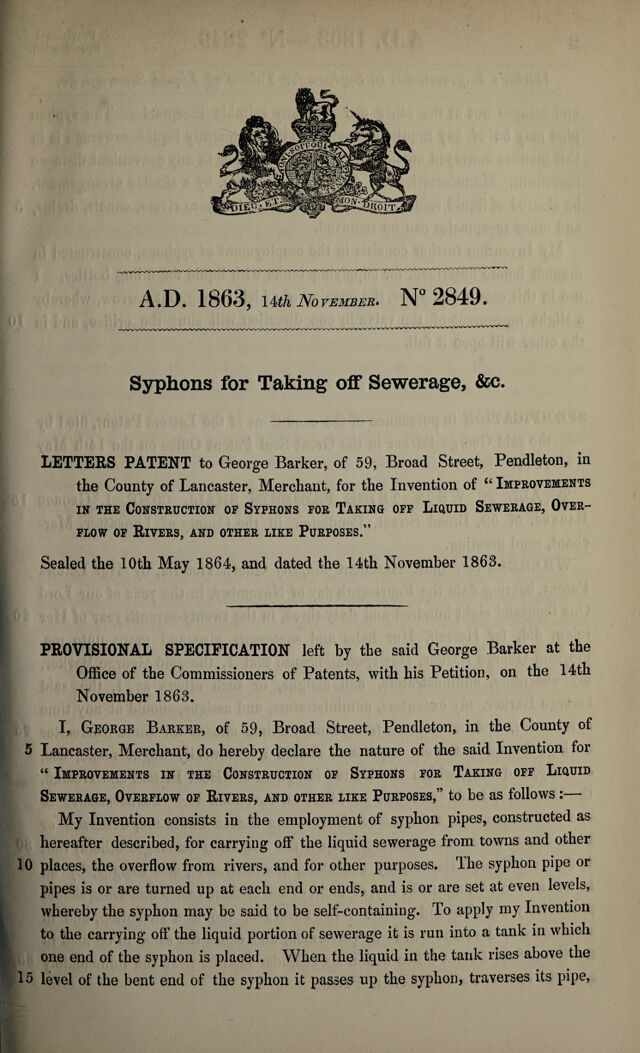 HONI·SOIT·QUI·MAL·
DIEU·ET·MON·DROIT·
A.D. 1863, 14th NOVEMBER. N° 2849.
Syphons for Taking off Sewerage, &c.
LETTERS PATENT to George Barker, of 59, Broad Street, Pendleton, in
the County of Lancaster, Merchant, for the Invention of “IMPROVEMENTS
IN THE CONSTRUCTION OF SYPHONS FOR TAKING OFF LIQUID SEWERAGE, OVER-
FLOW OF RIVERS, AND OTHER LIKE PURPOSES.”
Sealed the 10th May 1864, and dated the 14th November 1863.
PROVISIONAL SPECIFICATION left by the said George Barker at the
Office of the Commissioners of Patents, with his Petition, on the 14th
November 1863.
I, GEORGE BARKER, of 59, Broad Street, Pendleton, in the County of
5 Lancaster, Merchant, do hereby declare the nature of the said Invention for
“IMPROVEMENTS IN THE CONSTRUCTION OF SYPHONS FOR TAKING OFF LIQUID
SEWERAGE, OVERFLOW OF RIVERS, AND OTHER LIKE PURPOSES,” to be as follows :—
My Invention consists in the employment of syphon pipes, constructed as
hereafter described, for carrying off the liquid sewerage from towns and other
10 places, the overflow from rivers, and for other purposes. The syphon pipe or
pipes is or are turned up at each end or ends, and is or are set at even levels,
whereby the syphon may be said to be self-containing. To apply my Invention
to the carrying off the liquid portion of sewerage it is run into a tank in which
one end of the syphon is placed. When the liquid in the tank rises above the
15 level of the bent end of the syphon it passes up the syphon, traverses its pipe,